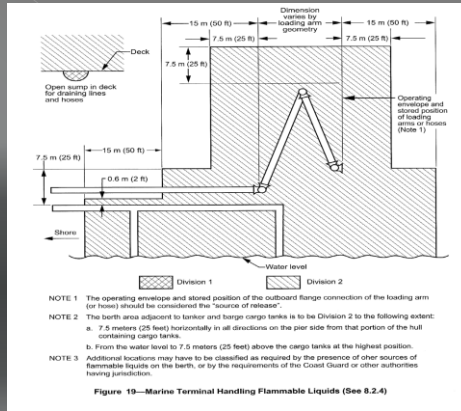 15 m (50 ft)
Dimension
varies by
loading arm
geometry
15 m (50 ft)
7.5 m (25 ft)
7.5 m (25 ft)
Deck
7.5 m (25 ft)
Open sump in deck
for draining lines
and hoses
Operating
envelope and
stored position
of loading
arms or hoses
(Note 1)
15 m (50 ft)
7.5 m (25 ft)
0.6 m (2 ft)
Shore
Water level
Division 1
Division 2
NOTE 1 The operating envelope and stored position of the outboard flange connection of the loading arm
(or hose) should be considered the "source of release".
NOTE 2 The berth area adjacent to tanker and barge cargo tanks is to be Division 2 to the following extent:
a. 7.5 meters (25 feet) horizontally in all directions on the pier side from that portion of the hull
containing cargo tanks.
b. From the water level to 7.5 meters (25 feet) above the cargo tanks at the highest position.
NOTE 3 Additional locations may have to be classified as required by the presence of oher sources of
flammable liquids on the berth, or by the requirements of the Coast Guard or other authorities
having jurisdiction.
Figure 19—Marine Terminal Handling Flammable Liquids (See 8.2.4)